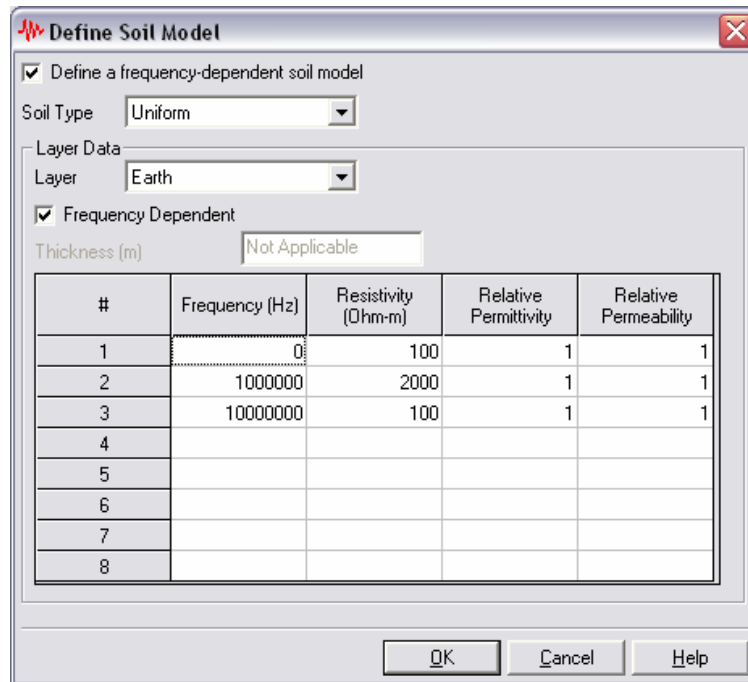 Define Soil Model
Define a frequency-dependent soil model
Soil Type Uniform
Layer Data
Layer Earth
Frequency Dependent
Thickness (m) Not Applicable
# Frequency (Hz) Resistivity (Ohm-m) Relative Permittivity Relative Permeability
1 0 100 1 1
2 1000000 2000 1 1
3 10000000 100 1 1
4
5
6
7
8
OK Cancel Help